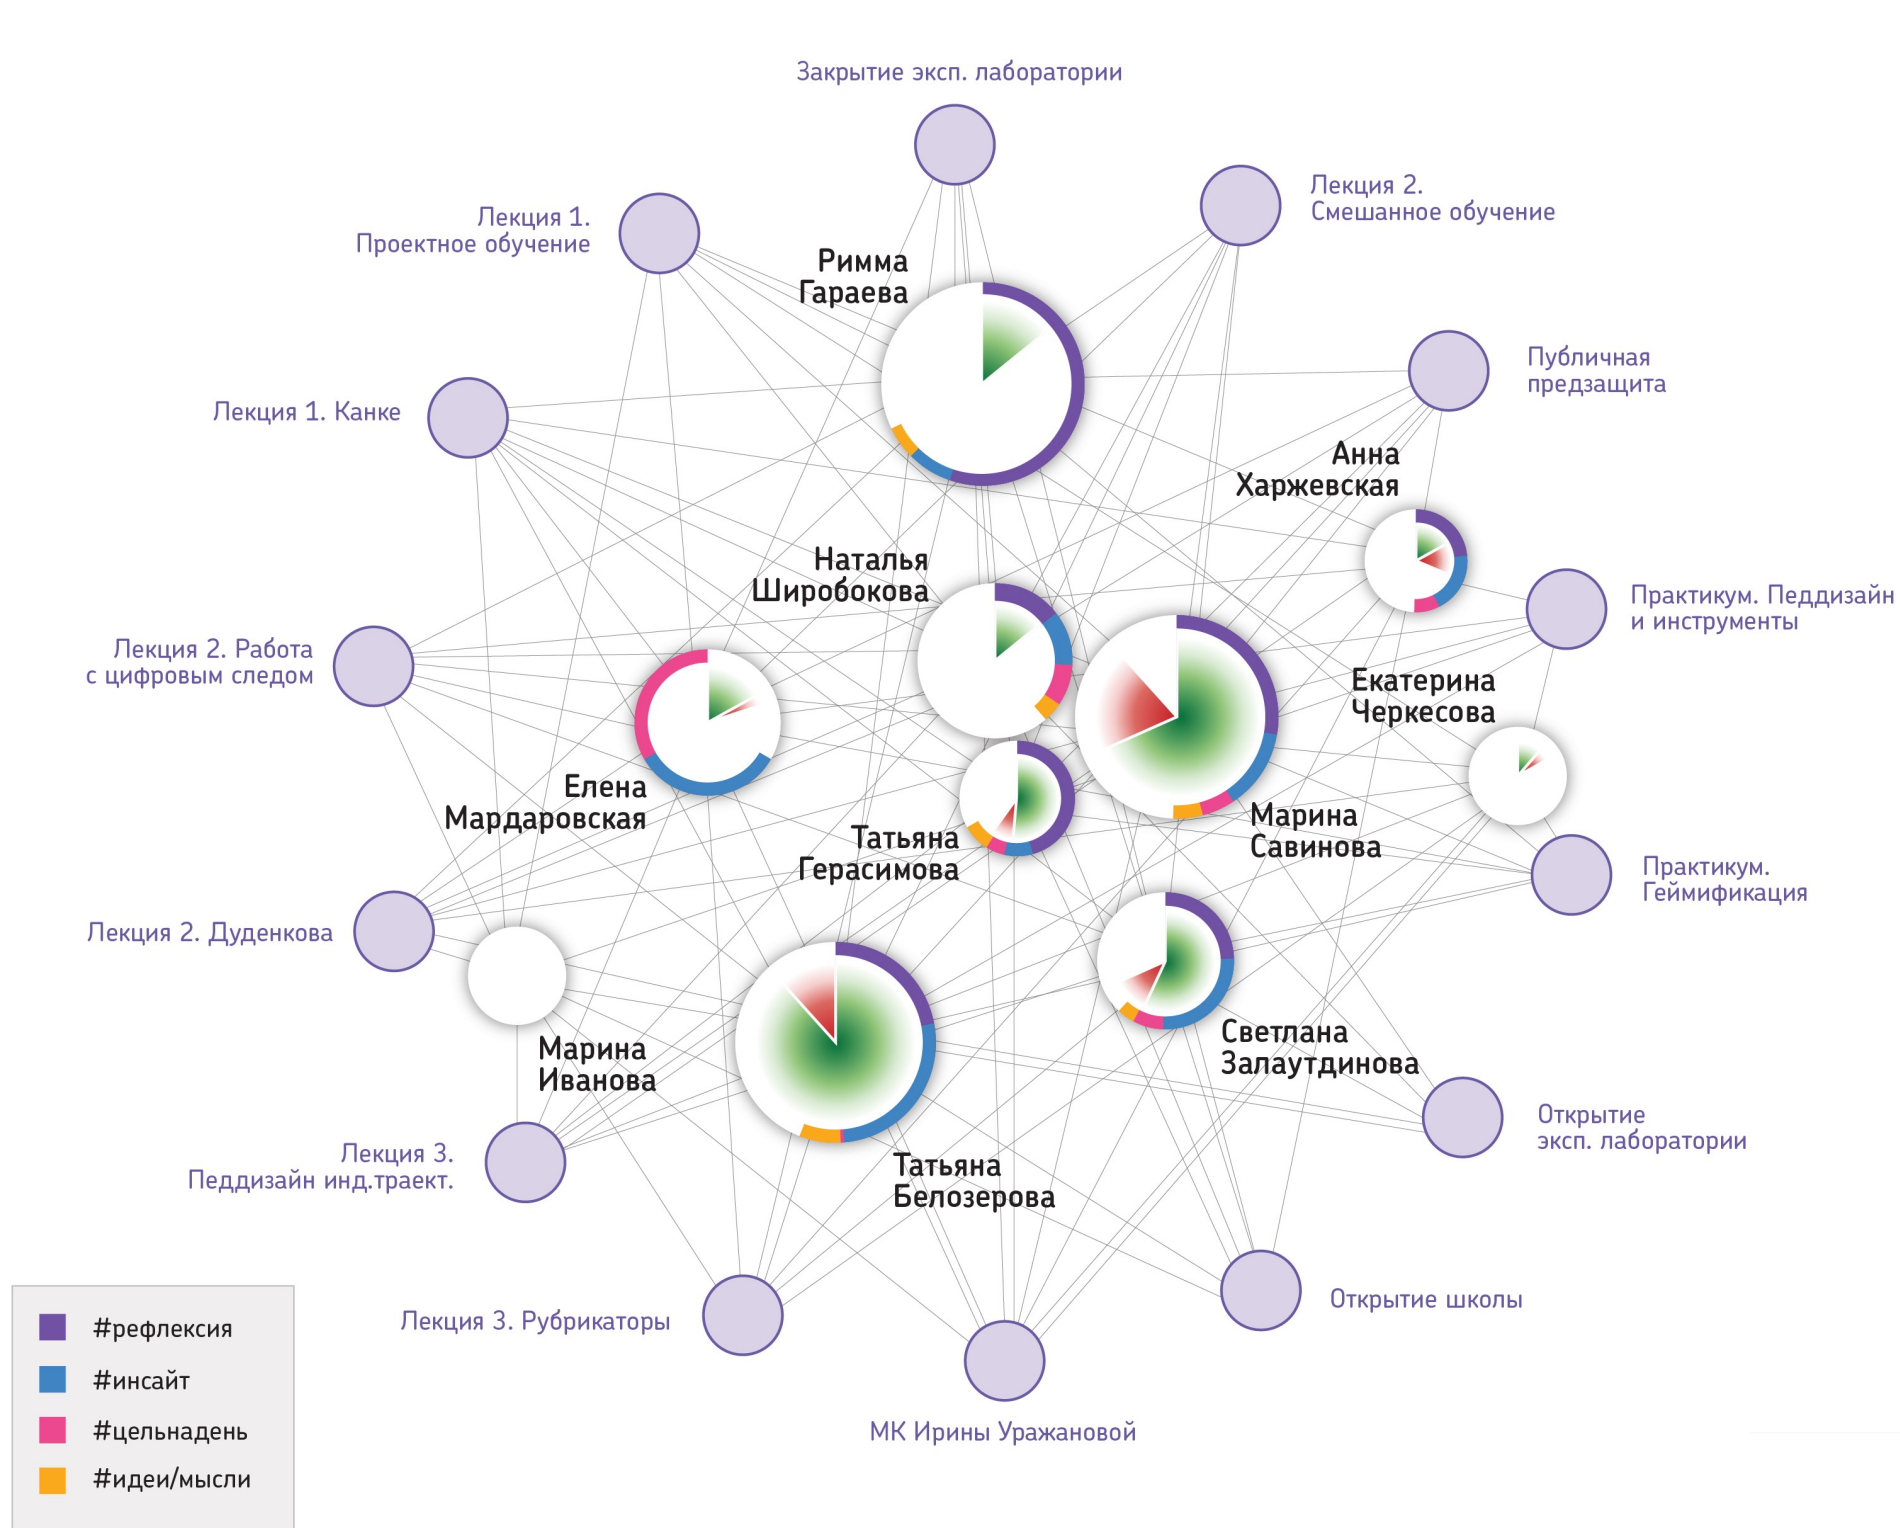 Закрытие эксп. лаборатории
Лекция 2.
Смешанное обучение
Лекция 1.
Проектное обучение
Римма
Гараева
Публичная
предзащита
Лекция 1. Канке
Анна
Харжевская
Наталья
Широбокова
Практикум. Педдизайн
и инструменты
Лекция 2. Работа
с цифровым следом
Екатерина
Черкесова
Елена
Мардаровская
Марина
Савинова
Татьяна
Герасимова
Практикум.
Геймификация
Лекция 2. Дуденкова
Марина
Иванова
Светлана
Залаутдинова
Открытие
эксп. лаборатории
Лекция 3.
Педдизайн инд.траект.
Татьяна
Белозерова
Открытие школы
Лекция 3. Рубрикаторы
МК Ирины Уражановой
#рефлексия
#инсайт
#цельнадень
#идеи/мысли